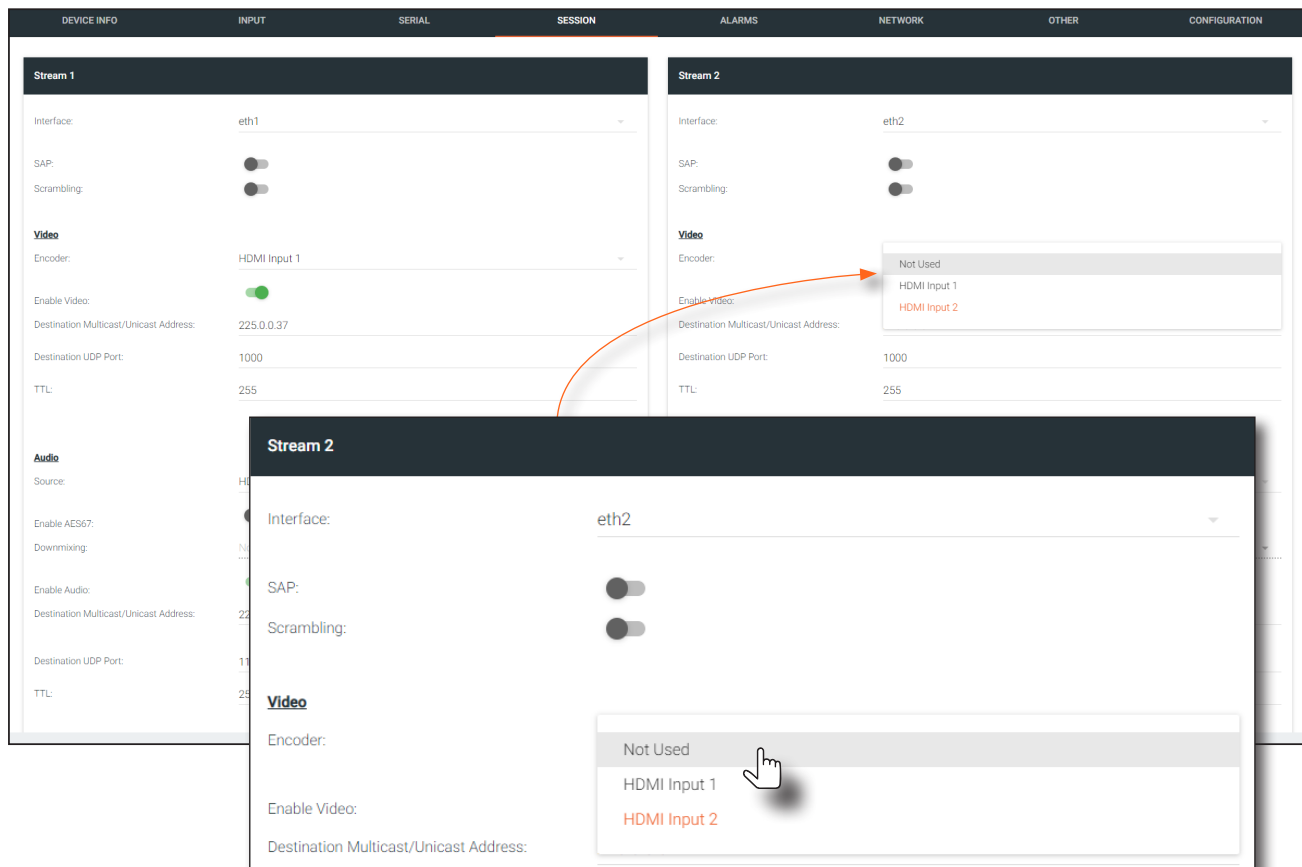 DEVICE INFO INPUT SERIAL SESSION ALARMS NETWORK OTHER CONFIGURATION
Stream 1
Interface: eth1
SAP:
Scrambling:
Video
Encoder: HDMI Input 1
Enable Video:
Destination Multicast/Unicast Address: 225.0.0.37
Destination UDP Port: 1000
TTL: 255
Audio
Source:
Enable AES67:
Downmixing:
Enable Audio:
Destination Multicast/Unicast Address:
Destination UDP Port:
TTL:
Stream 2
Interface: eth2
SAP:
Scrambling:
Video
Encoder:
Not Used
HDMI Input 1
HDMI Input 2
Enable Video:
Destination Multicast/Unicast Address:
Destination UDP Port: 1000
TTL: 255
Stream 2
Interface: eth2
SAP:
Scrambling:
Video
Encoder:
Not Used
HDMI Input 1
HDMI Input 2
Enable Video:
Destination Multicast/Unicast Address: